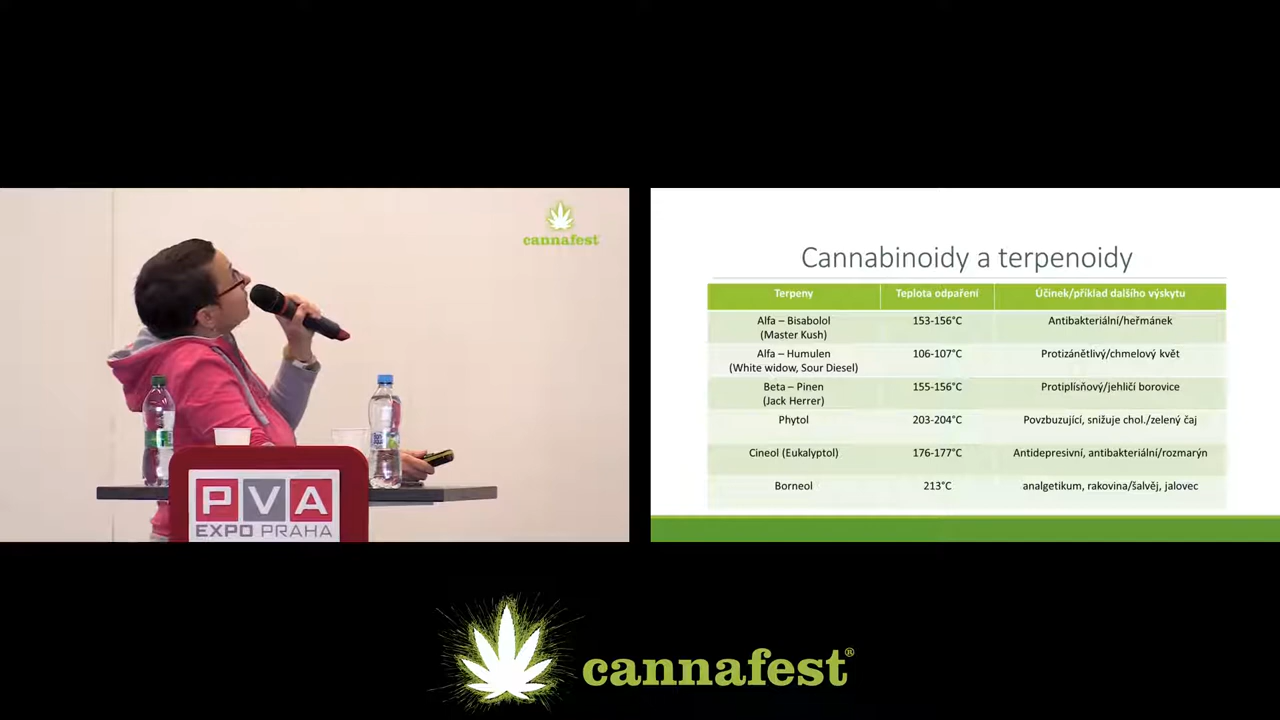 cannafest
PVA
EXPO PRAHA
Cannabinoidy a terpenoidy
Terpeny Teplota odpaření Účinek/příklad dalšího výskytu
Alfa – Bisabolol 153-156°C Antibakteriální/heřmánek
(Master Kush)
Alfa – Humulen 106-107°C Protizánětlivý/chmelový květ
(White widow, Sour Diesel)
Beta – Pinen 155-156°C Protiplísňový/jehličí borovice
(Jack Herrer)
Phytol 203-204°C Povzbuzující, snižuje chol./zelený čaj
Cineol (Eukalyptol) 176-177°C Antidepresivní, antibakteriální/rozmarýn
Borneol 213°C analgetikum, rakovina/šalvěj, jalovec
cannafest®